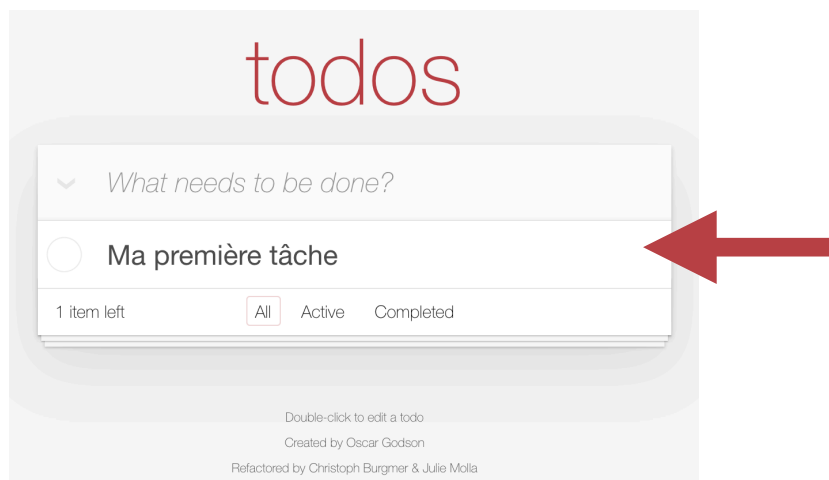 todos
What needs to be done?
Ma première tâche
1 item left All Active Completed
Double-click to edit a todo
Created by Oscar Godson
Refactored by Christoph Burgmer & Julie Molla